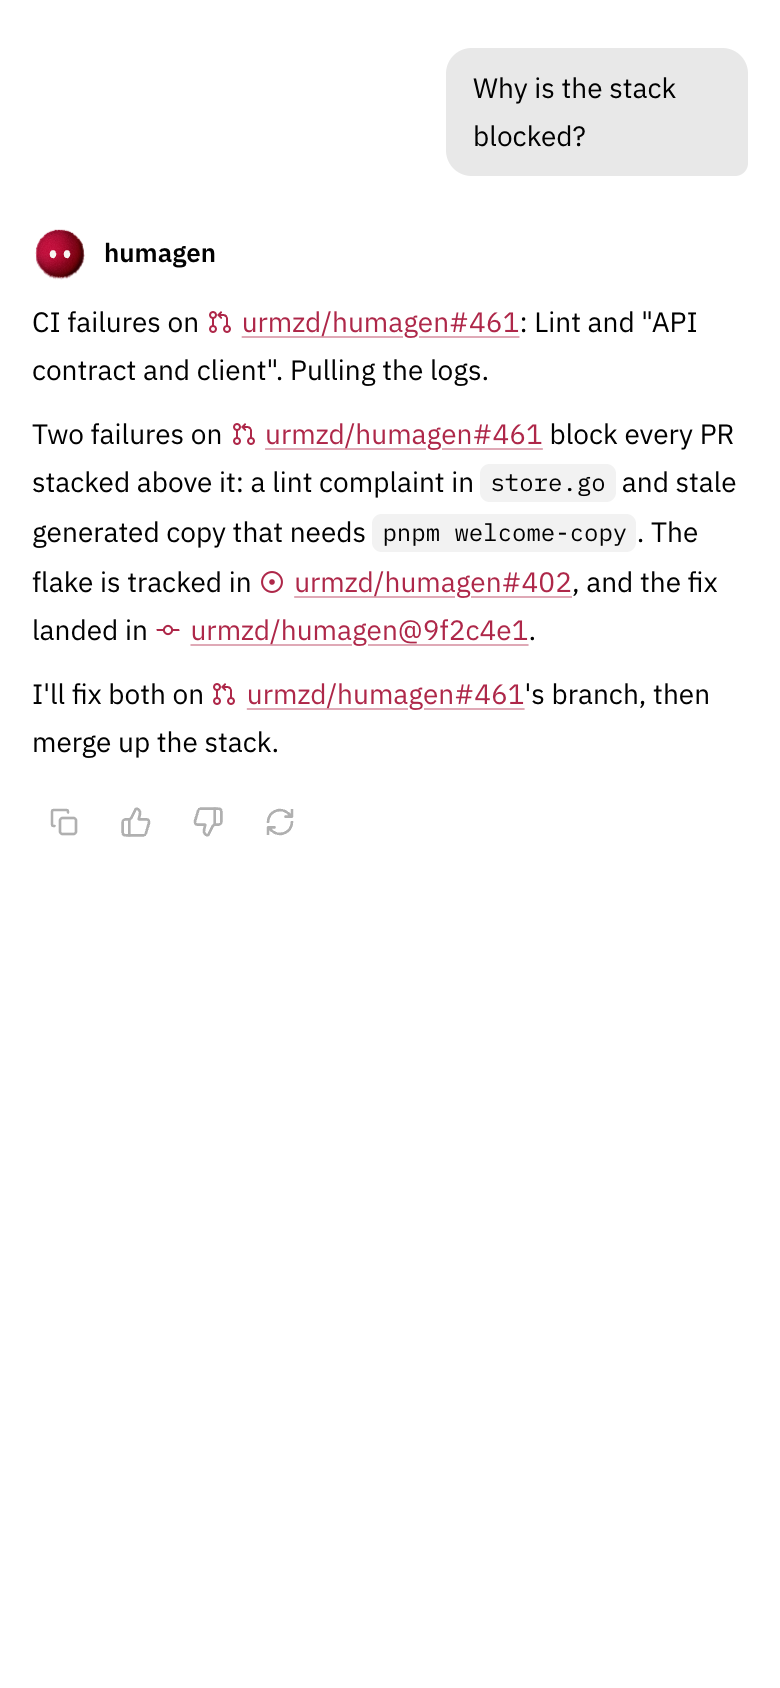 Why is the stack
blocked?
humagen
CI failures on urmzd/humagen#461: Lint and "API
contract and client". Pulling the logs.
Two failures on urmzd/humagen#461 block every PR
stacked above it: a lint complaint in store.go and stale
generated copy that needs pnpm welcome-copy. The
flake is tracked in urmzd/humagen#402, and the fix
landed in urmzd/humagen@9f2c4e1.
I'll fix both on urmzd/humagen#461's branch, then
merge up the stack.